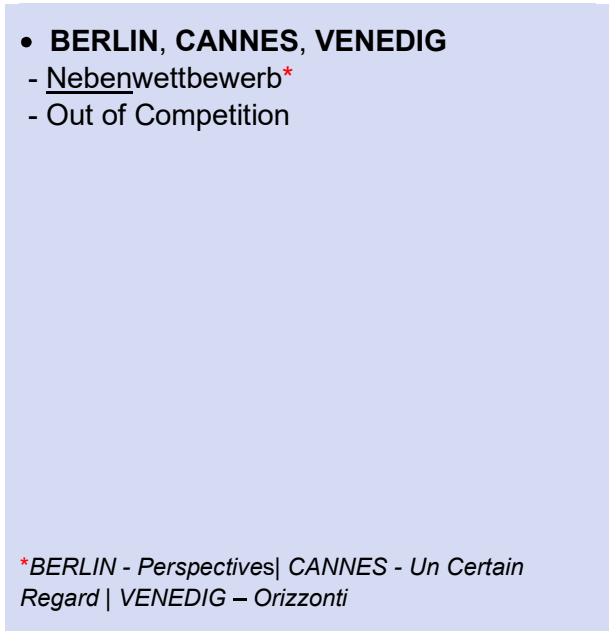 • BERLIN, CANNES, VENEDIG
- Nebenwettbewerb*
- Out of Competition
*BERLIN - Perspectives| CANNES - Un Certain
Regard | VENEDIG – Orizzonti